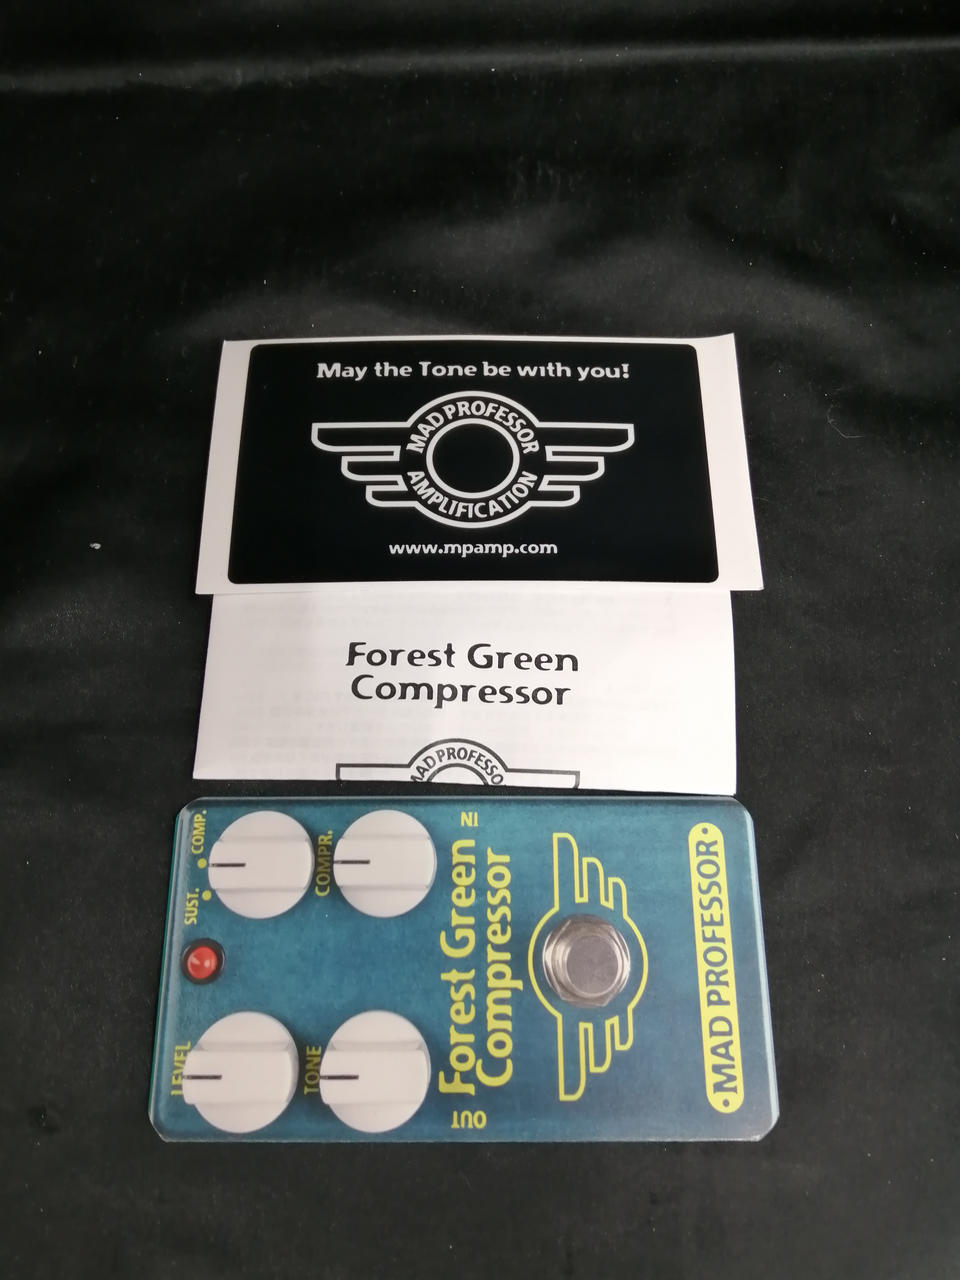 May the Tone be with you!
MAD PROFESSOR
AMPLIFICATION
www.mpamp.com
Forest Green
Compressor
MAD PROFESSO
SUST. COMP.
COMPR.
LEVEL
TONE
IN
OUT
Forest Green
Compressor
•MAD PROFESSOR•